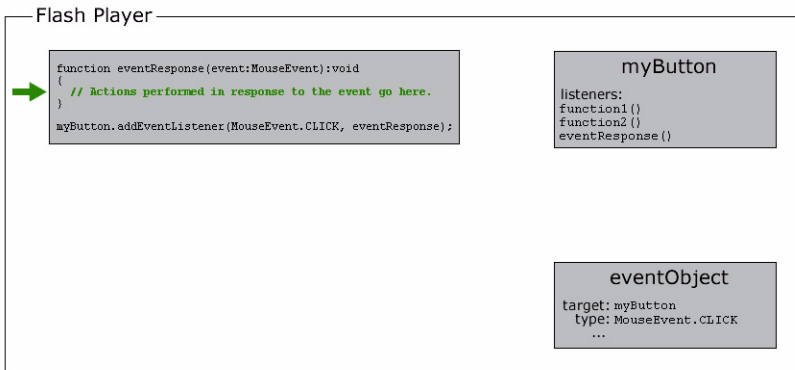 Flash Player
function eventResponse(event:MouseEvent):void
{
// Actions performed in response to the event go here.
}
myButton.addEventListener(MouseEvent.CLICK, eventResponse);
myButton
listeners:
function1()
function2()
eventResponse()
eventObject
target: myButton
type: MouseEvent.CLICK
...